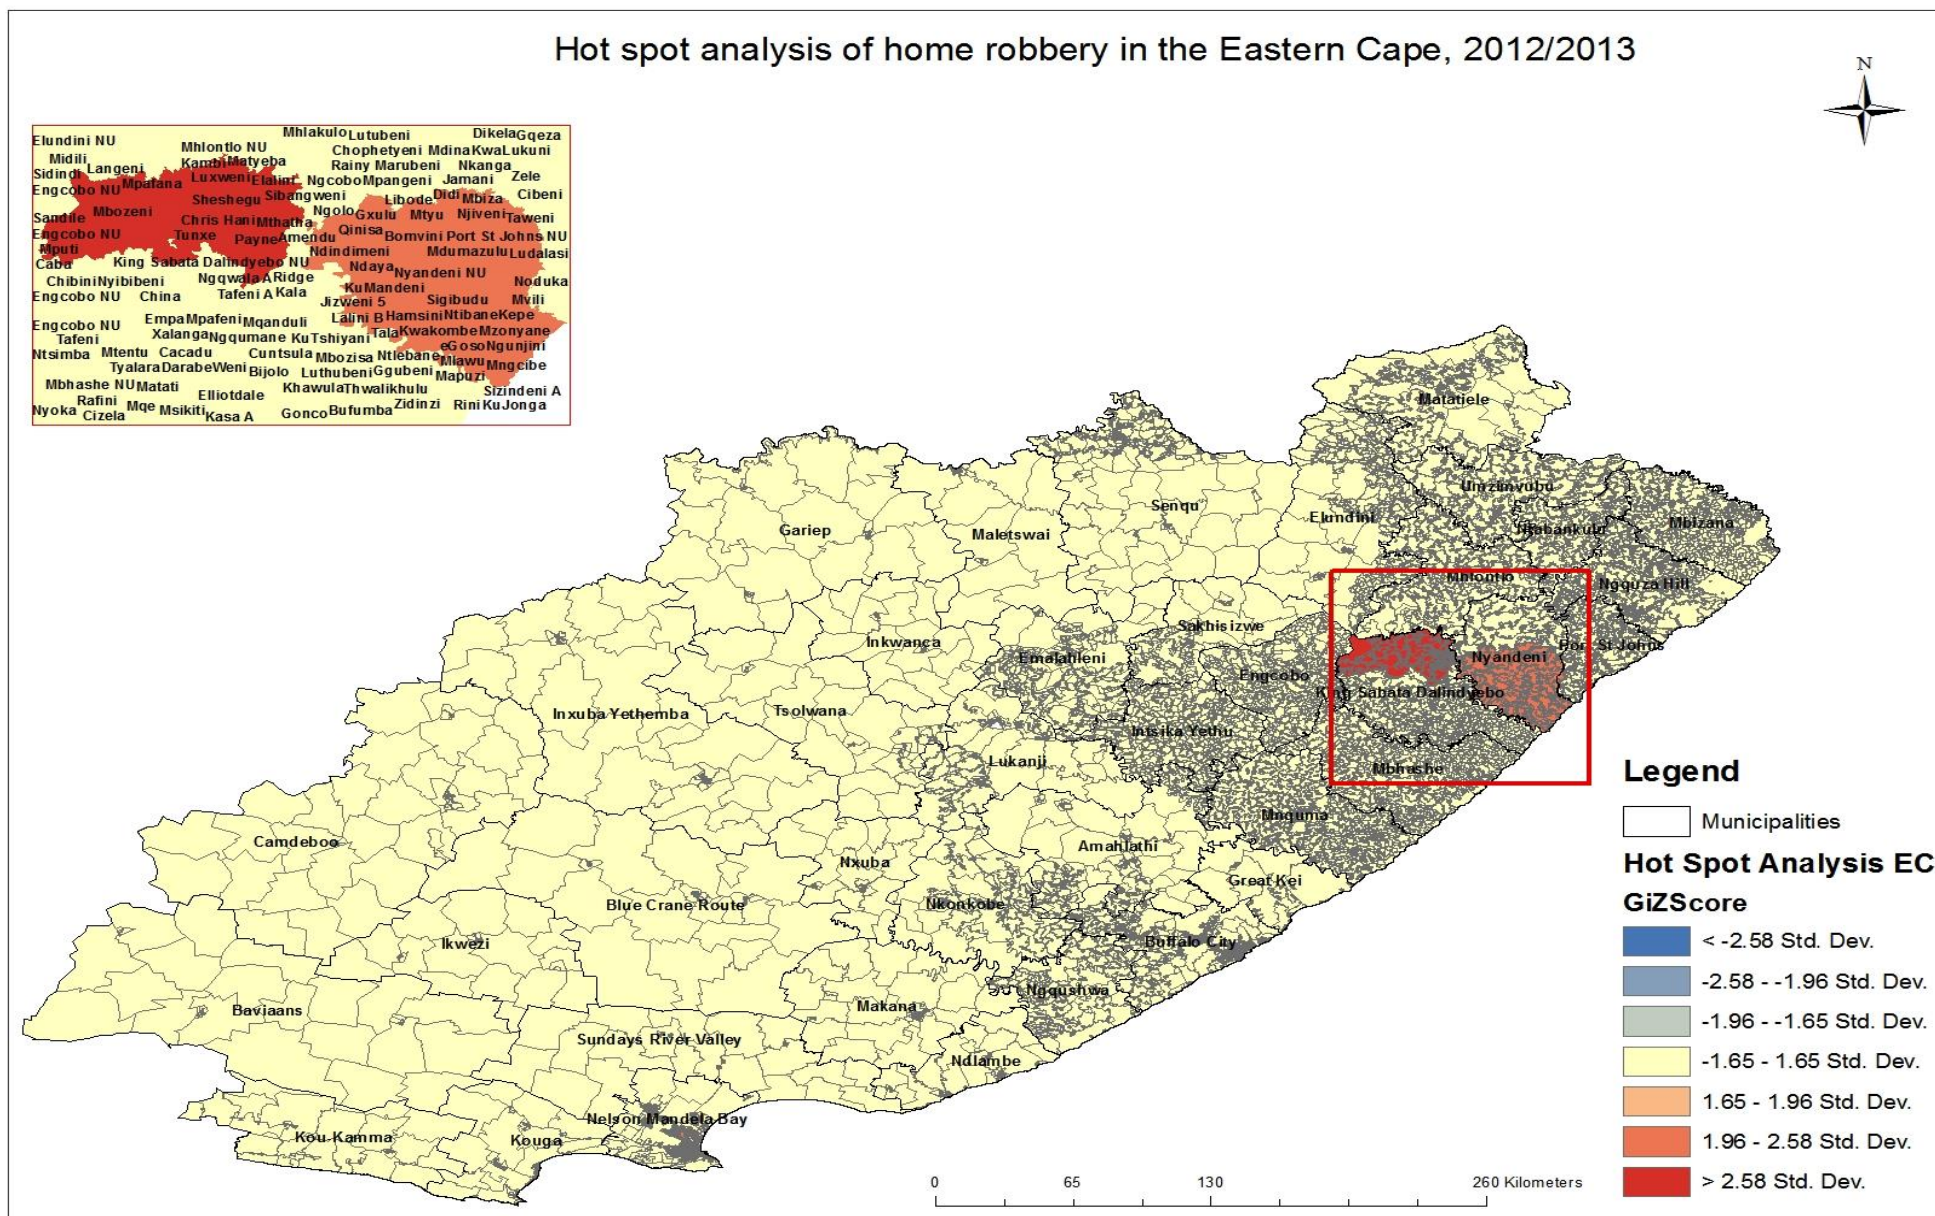 Hot spot analysis of home robbery in the Eastern Cape, 2012/2013
N
Elundini NU
Mhlakulo Lutubeni
Dikela Gqeza
Midili
Mhlontlo NU
Chophetyeni Mdina KwaLukuni
Sidindi Langeni
Kambi Matyeba
Rainy Marubeni Nkanga
Engcobo NU Mpafana
Luxweni Elalini Ngcobo Mpangeni Jamani Zele
Sheshegu Sibangweni
Libode Didi Mbiza Cibeni
Sandile Mbozeni
Chris Hani Mthatha Ngolo Gxulu Mtyu Njiveni Taweni
Engcobo NU
Tunxe Payne Amendu Qinisa Bomvini Port St Johns NU
Mputi
Ndindimeni Mdumazulu Ludalasi
Caba King Sabata Dalindyebo NU Ndaya Nyandeni NU
Chibini Nyibibeni Ngqwala A Ridge KuMandeni Noduka
Engcobo NU China Tafeni A Kala Jizweni 5 Sigibudu Mvili
Empa Mpafeni Mqanduli Lalini B Hamsini Ntibane Kepe
Engcobo NU
Tafeni Xalanga Ngqumane KuTshiyani Tala Kwakombe Mzonyane
eGoso Ngunjini
Ntsimba Mtentu Cacadu Cuntsula Mbozisa Ntlebane Mlawu Mngcibe
Tyalara Darabe Weni Bijolo Luthubeni Ggubeni Mapuzi
Mbhashe NU Matati Khawula Thwalikhulu Sizindeni A
Rafini Elliotdale
Nyoka Mqe Msikiti Gonco Bufumba Zidinzi Rini KuJonga
Cizela Kasa A
Matatiele
Umzimvubu
Senqu
Elundini
Gariep
Maletswai
Ntabankulu
Mbizana
Mhlontlo
Ngquza Hill
Sakhisizwe
Inkwanca
Emalahleni
Nyandeni
Port St Johns
Engcobo
King Sabata Dalindyebo
Inxuba Yethemba
Tsolwana
Intsika Yethu
Lukanji
Mbhashe
Mnquma
Camdeboo
Amahlathi
Nxuba
Great Kei
Blue Crane Route
Nkonkobe
Ikwezi
Buffalo City
Ngqushwa
Baviaans
Makana
Sundays River Valley
Ndlambe
Nelson Mandela Bay
Kou-Kamma
Kouga
Legend
Municipalities
Hot Spot Analysis EC
GiZScore
< -2.58 Std. Dev.
-2.58 - -1.96 Std. Dev.
-1.96 - -1.65 Std. Dev.
-1.65 - 1.65 Std. Dev.
1.65 - 1.96 Std. Dev.
1.96 - 2.58 Std. Dev.
> 2.58 Std. Dev.
0 65 130 260 Kilometers